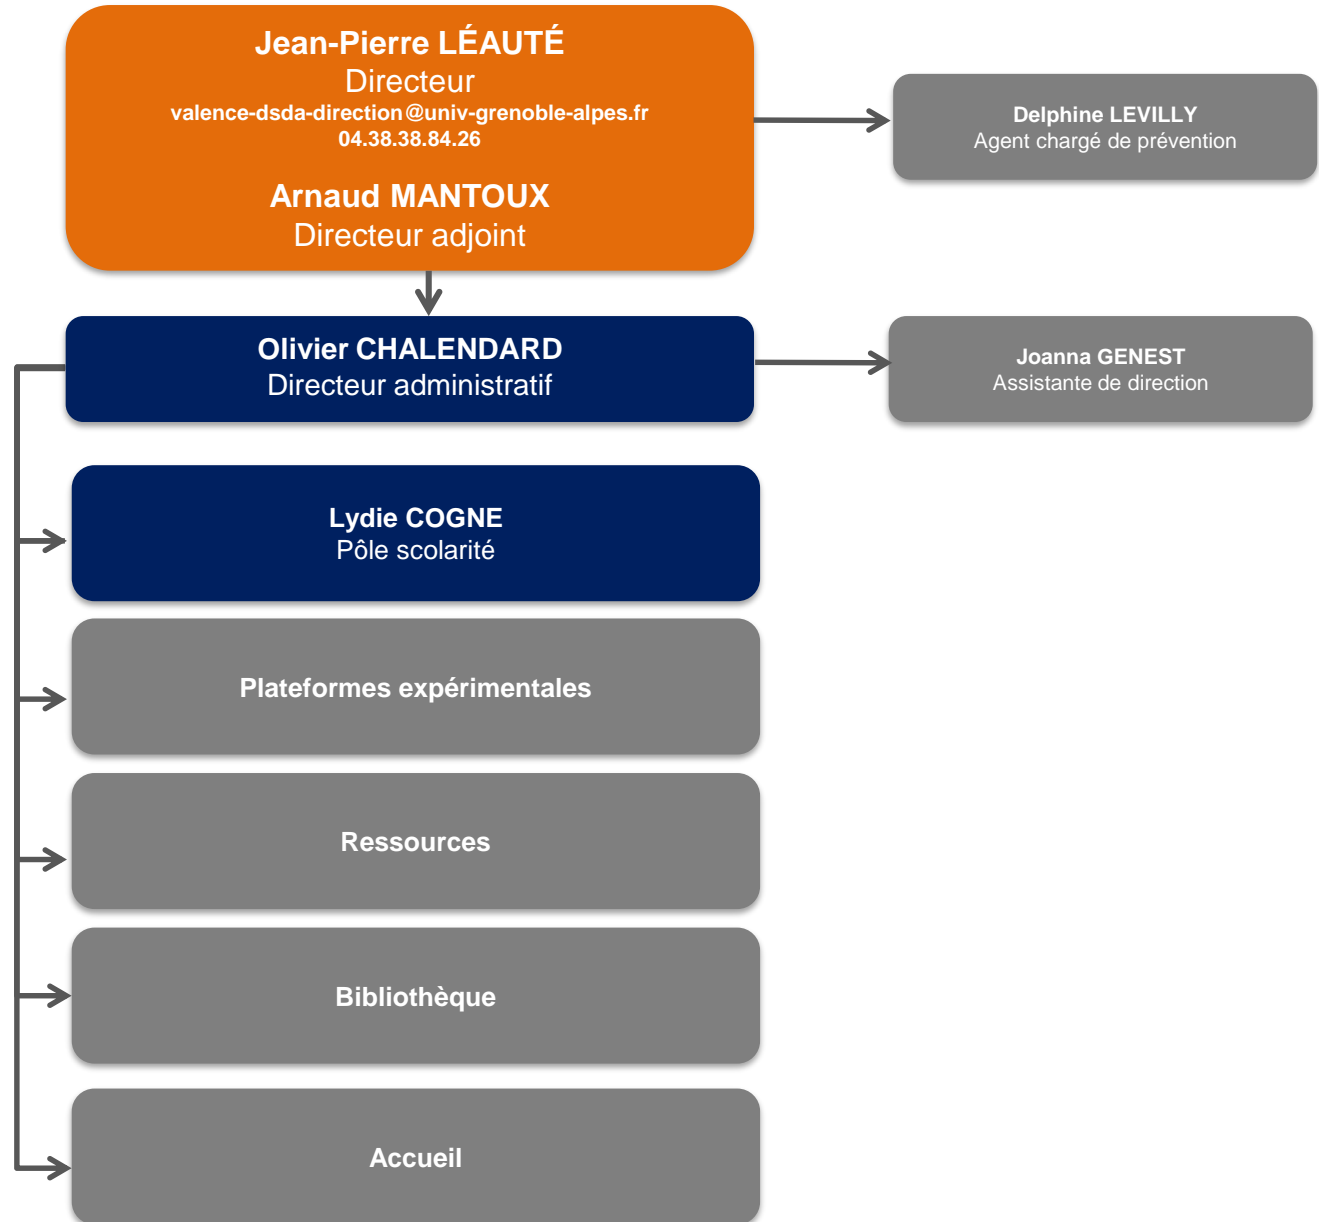 Jean-Pierre LÉAUTÉ
Directeur
valence-dsda-direction@univ-grenoble-alpes.fr
04.38.38.84.26
Arnaud MANTOUX
Directeur adjoint
Delphine LEVILLY
Agent chargé de prévention
Olivier CHALENDARD
Directeur administratif
Joanna GENEST
Assistante de direction
Lydie COGNE
Pôle scolarité
Plateformes expérimentales
Ressources
Bibliothèque
Accueil